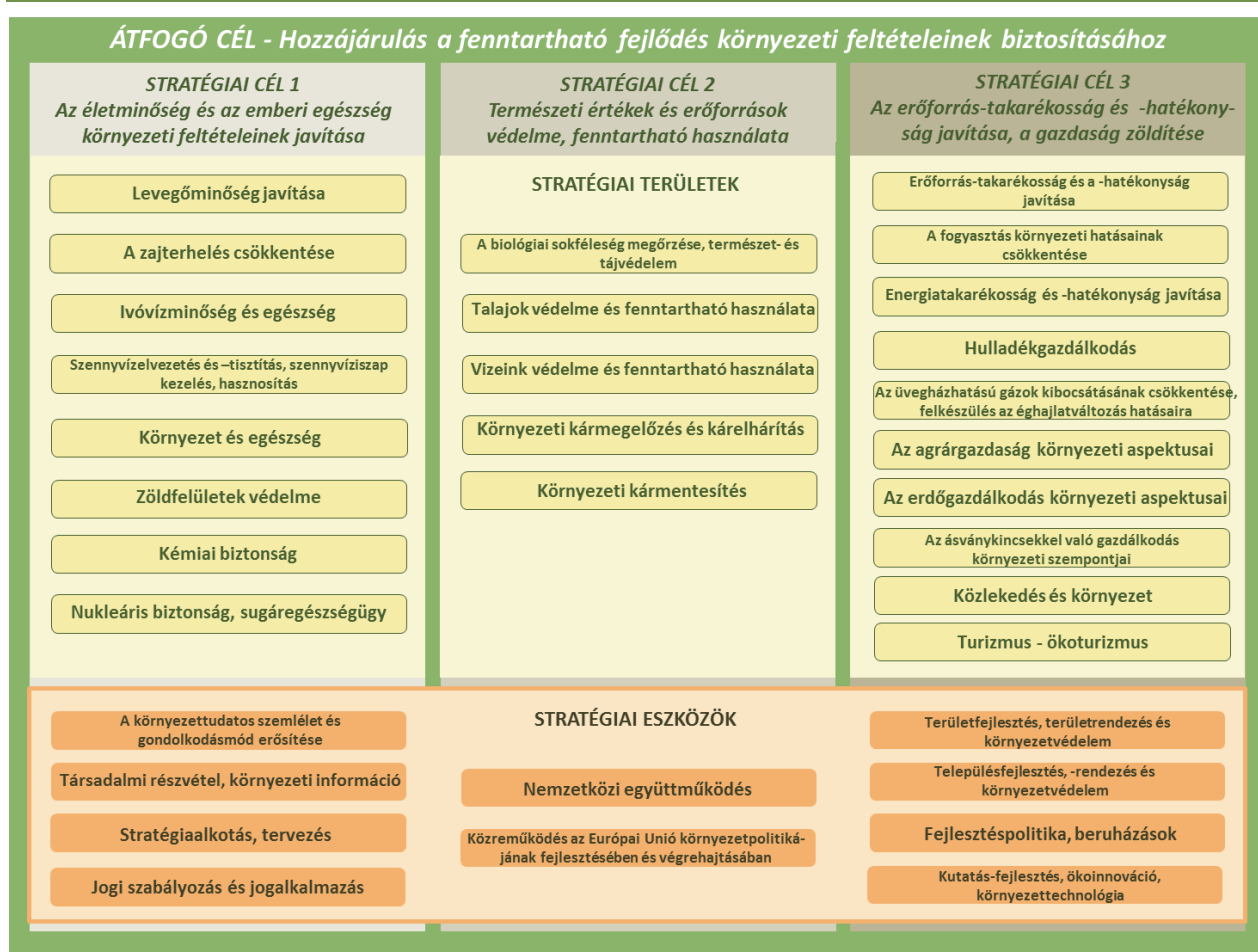 ÁTFOGÓ CÉL - Hozzájárulás a fenntartható fejlődés környezeti feltételeinek biztosításához
STRATÉGIAI CÉL 1
Az életminőség és az emberi egészség
környezeti feltételeinek javítása
STRATÉGIAI CÉL 2
Természeti értékek és erőforrások
védelme, fenntartható használata
STRATÉGIAI CÉL 3
Az erőforrás-takarékosság és -hatékony-
ság javítása, a gazdaság zöldítése
Levegőminőség javítása
A zajterhelés csökkentése
Ivóvízminőség és egészség
Szennyvízelvezetés és –tisztítás, szennyvíziszap
kezelés, hasznosítás
Környezet és egészség
Zöldfelületek védelme
Kémiai biztonság
Nukleáris biztonság, sugáregészségügy
STRATÉGIAI TERÜLETEK
A biológiai sokféleség megőrzése, természet- és
tájvédelem
Talajok védelme és fenntartható használata
Vizeink védelme és fenntartható használata
Környezeti kármegelőzés és kárelhárítás
Környezeti kármentesítés
Erőforrás-takarékosság és a -hatékonyság
javítása
A fogyasztás környezeti hatásainak
csökkentése
Energiatakarékosság és -hatékonyság javítása
Hulladékgazdálkodás
Az üvegházhatású gázok kibocsátásának csökkentése,
felkészülés az éghajlatváltozás hatásaira
Az agrárgazdaság környezeti aspektusai
Az erdőgazdálkodás környezeti aspektusai
Az ásványkincsekkel való gazdálkodás
környezeti szempontjai
Közlekedés és környezet
Turizmus - ökoturizmus
A környezettudatos szemlélet és
gondolkodásmód erősítése
Társadalmi részvétel, környezeti információ
Stratégiaalkotás, tervezés
Jogi szabályozás és jogalkalmazás
STRATÉGIAI ESZKÖZÖK
Nemzetközi együttműködés
Közreműködés az Európai Unió környezetpolitiká-
jának fejlesztésében és végrehajtásában
Területfejlesztés, területrendezés és
környezetvédelem
Településfejlesztés, -rendezés és
környezetvédelem
Fejlesztéspolitika, beruházások
Kutatás-fejlesztés, ökoinnováció,
környezettechnológia